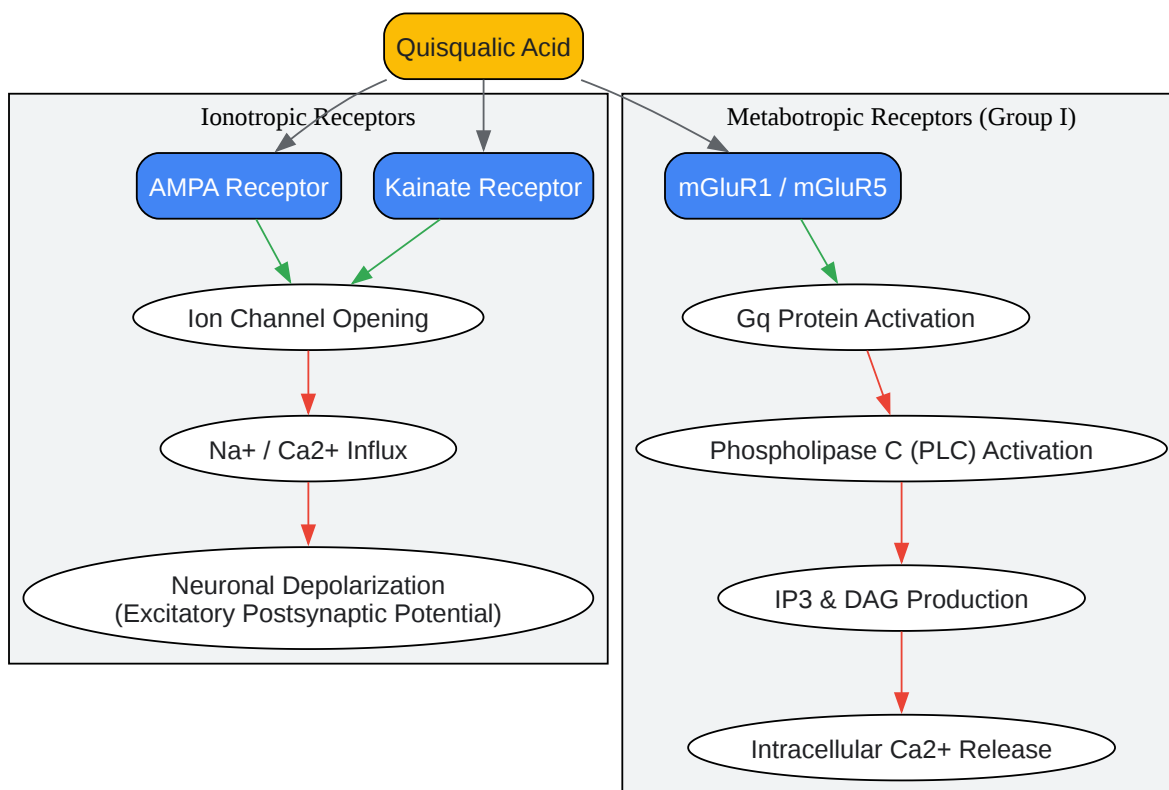 Quisqualic Acid
Ionotropic Receptors
AMPA Receptor
Kainate Receptor
Ion Channel Opening
Na+ / Ca2+ Influx
Neuronal Depolarization
(Excitatory Postsynaptic Potential)
Metabotropic Receptors (Group I)
mGluR1 / mGluR5
Gq Protein Activation
Phospholipase C (PLC) Activation
IP3 & DAG Production
Intracellular Ca2+ Release